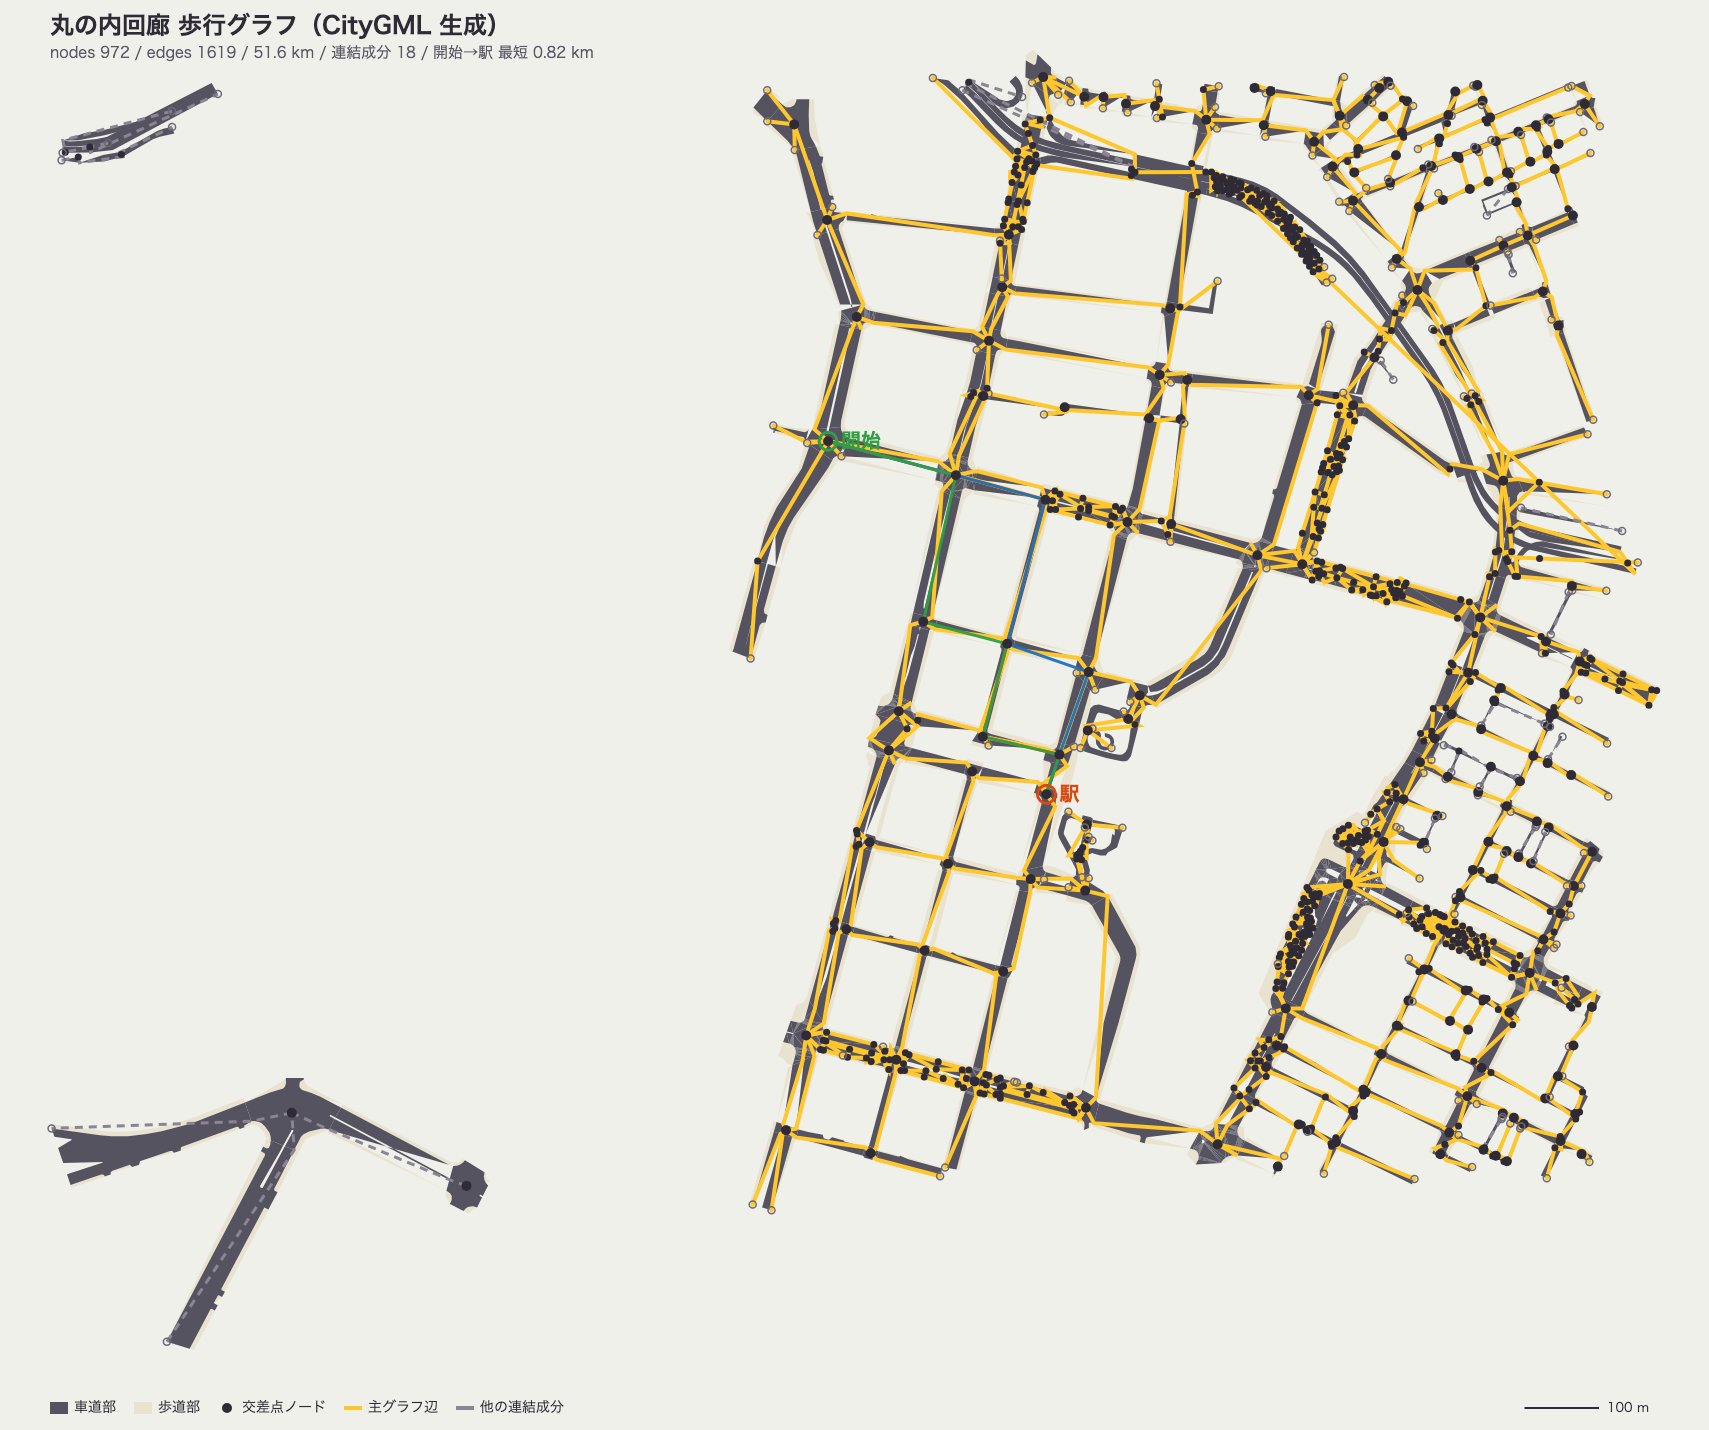 丸の内回廊 歩行グラフ（CityGML 生成）
nodes 972 / edges 1619 / 51.6 km / 連結成分 18 / 開始→駅 最短 0.82 km
開始
駅
車道部 歩道部 交差点ノード 主グラフ辺 他の連結成分
100 m